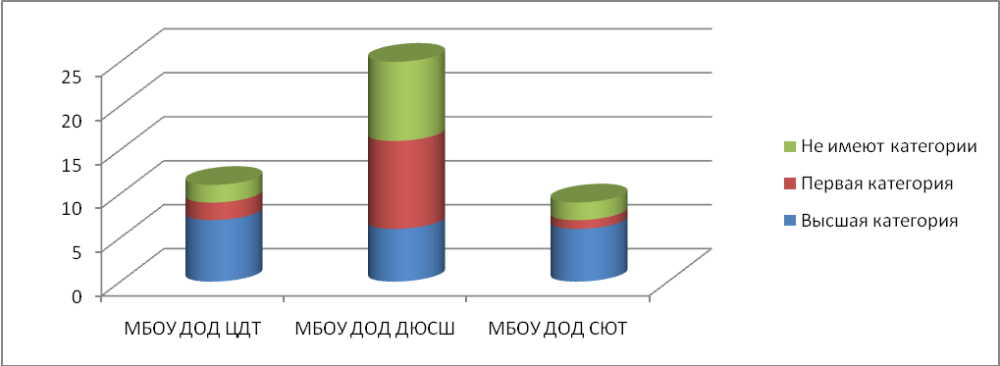 25
20
15
10
5
0
МБОУ ДОД ЦДТ
МБОУ ДОД ДЮСШ
МБОУ ДОД СЮТ
Не имеют категории
Первая категория
Высшая категория